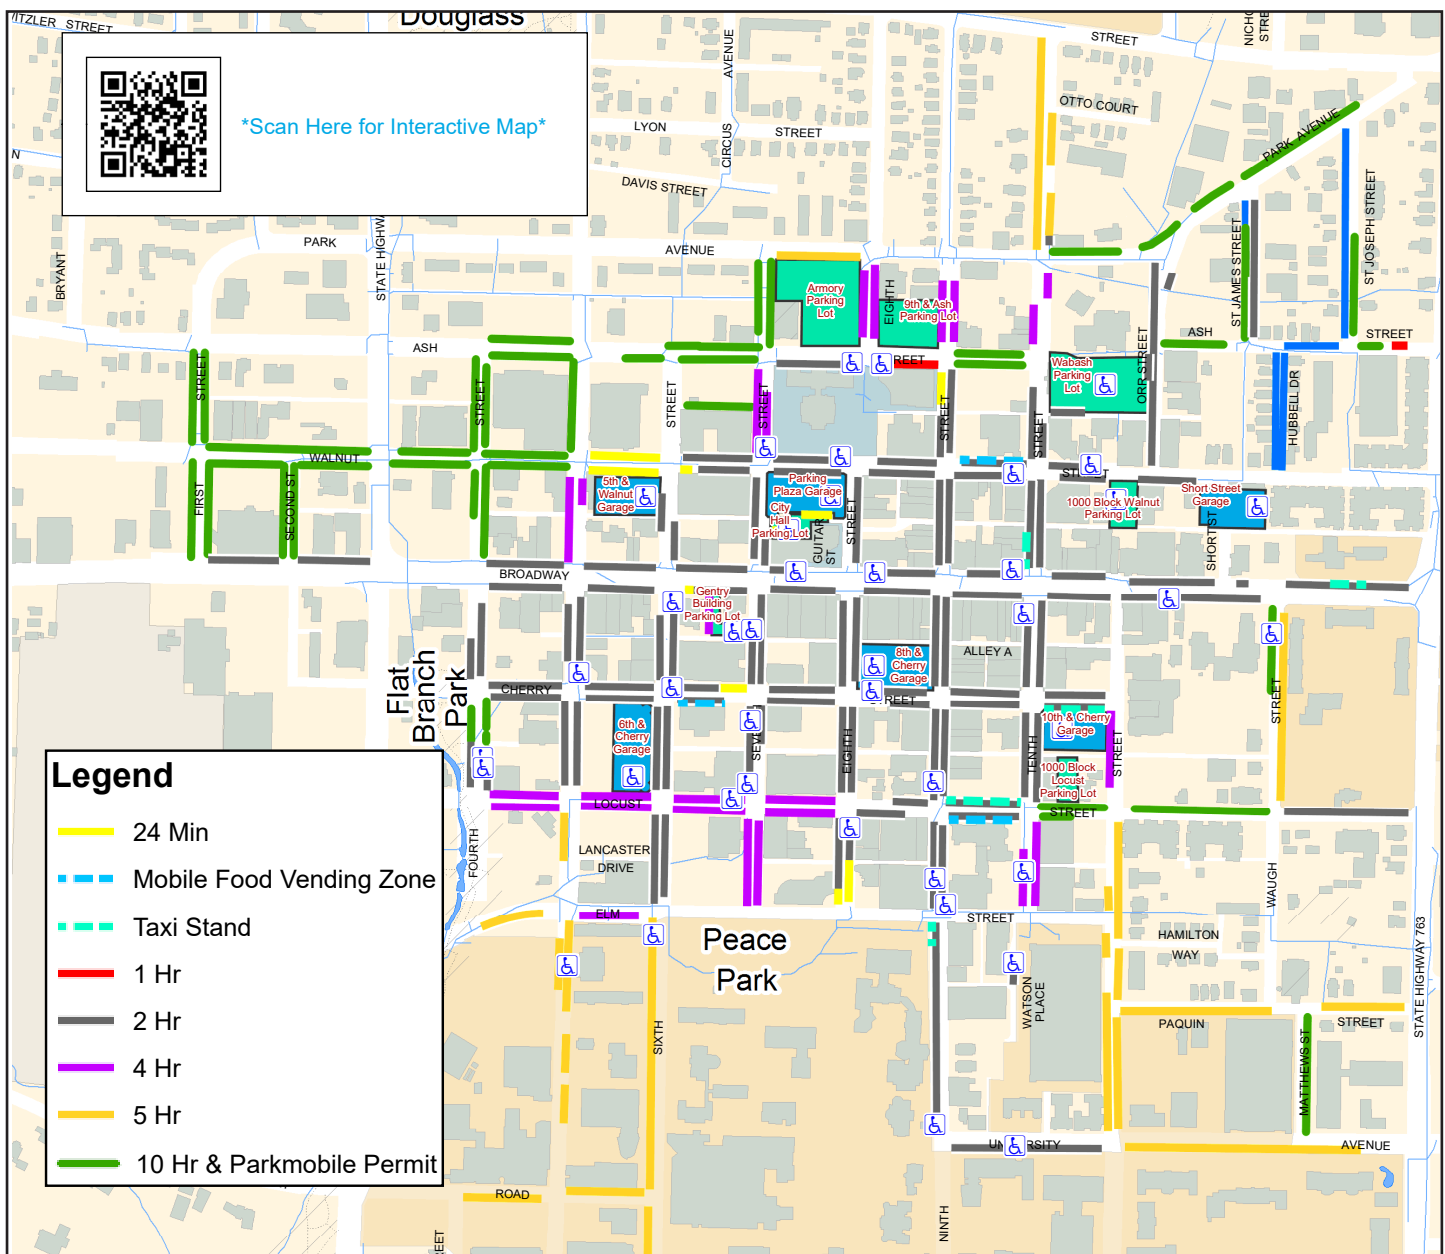 Douglass
ITZLER STREET
*Scan Here for Interactive Map*
AVENUE
CIRCUS
LYON
STREET
DAVIS STREET
STREET
OTTO COURT
PARK AVENUE
ST JOSEPH STREET
ST JAMES STREET
N
BRYANT
PARK
AVENUE
Armory
Parking
Lot
EIGHTH
9th & Ash
Parking Lot
ASH
REET
ASH
STREET
Wabash
Parking
Lot
ORR STREET
HUBBELL DR
STREET
STREET
STREET
STREET
STREET
STREET
WALNUT
FIRST
SECOND ST
5th &
Walnut
Garage
Parking
Plaza Garage
City
Hall
Parking Lot
GUITAR
ST
STREET
1000 Block Walnut
Parking Lot
Short Street
Garage
SHORT ST
BROADWAY
Gentry
Building
Parking Lot
8th &
Cherry
Garage
ALLEY A
Flat
Branch
Park
CHERRY
6th &
Cherry
Garage
EIGHTH
TENTH
10th & Cherry
Garage
STREET
STREET
1000 Block
Locust
Parking Lot
LOCUST
STREET
Legend
24 Min
Mobile Food Vending Zone
Taxi Stand
1 Hr
2 Hr
4 Hr
5 Hr
10 Hr & Parkmobile Permit
FOURTH
LANCASTER
DRIVE
ELM
STREET
WAUGH
Peace
Park
HAMILTON
WAY
WATSON
PLACE
STATE HIGHWAY 763
SIXTH
PAQUIN
STREET
MATTHEWS ST
AVENUE
ROAD
NINTH